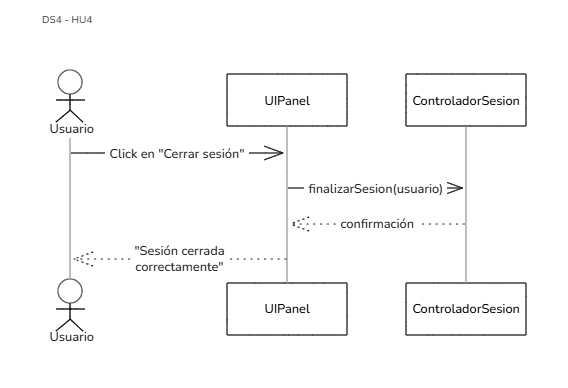 DS4 - HU4
Usuario
UIPanel
ControladorSesion
Click en "Cerrar sesión"
finalizarSesion(usuario)
confirmación
"Sesión cerrada
correctamente"
Usuario
UIPanel
ControladorSesion